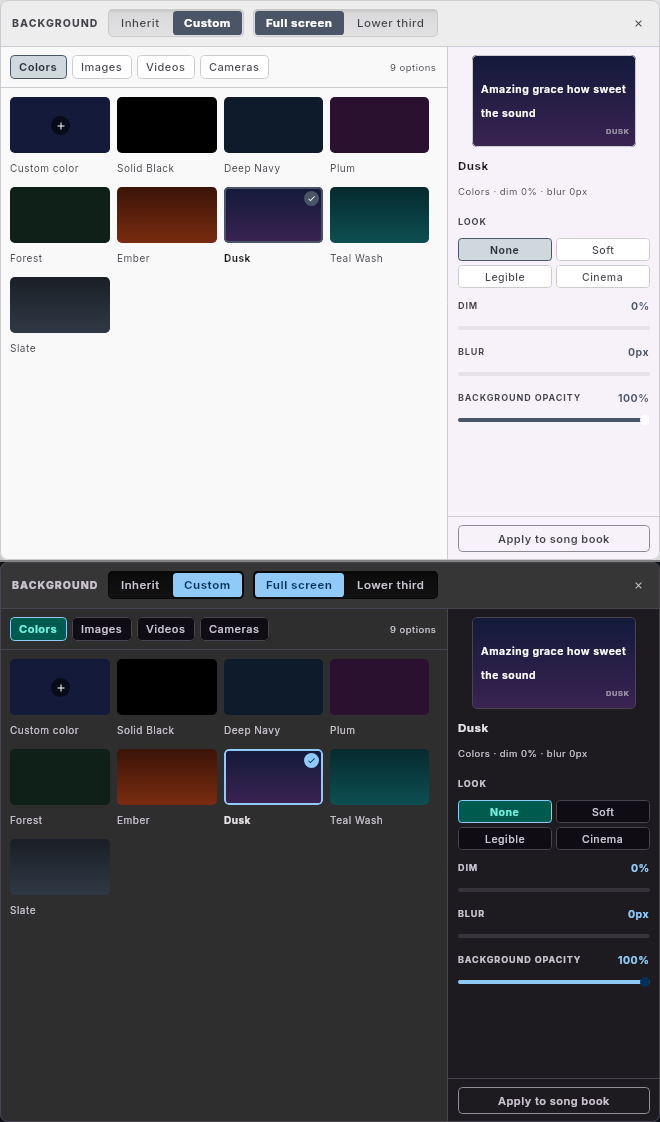 BACKGROUND Inherit Custom Full screen Lower third ×
Colors Images Videos Cameras 9 options
Custom color Solid Black Deep Navy Plum
Forest Ember Dusk Teal Wash
Slate
Amazing grace how sweet
the sound
DUSK
Dusk
Colors · dim 0% · blur 0px
LOOK
None Soft
Legible Cinema
DIM 0%
BLUR 0px
BACKGROUND OPACITY 100%
Apply to song book
BACKGROUND Inherit Custom Full screen Lower third ×
Colors Images Videos Cameras 9 options
Custom color Solid Black Deep Navy Plum
Forest Ember Dusk Teal Wash
Slate
Amazing grace how sweet
the sound
DUSK
Dusk
Colors · dim 0% · blur 0px
LOOK
None Soft
Legible Cinema
DIM 0%
BLUR 0px
BACKGROUND OPACITY 100%
Apply to song book